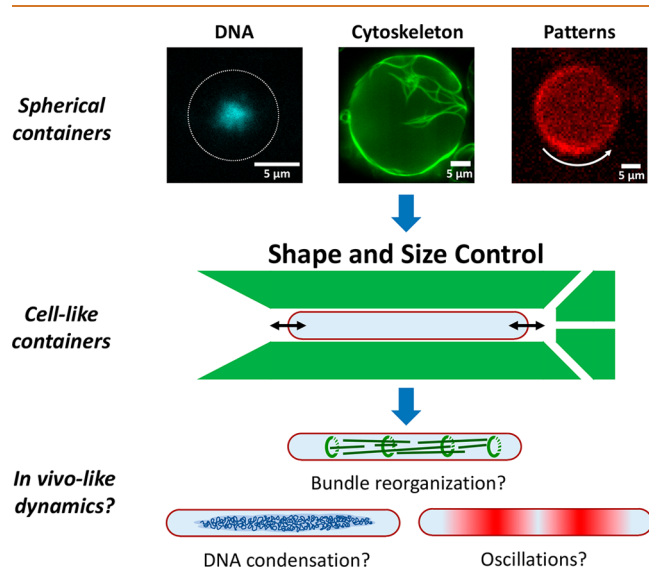 DNA
Cytoskeleton
Patterns
Spherical
containers
5 µm
5 µm
5 µm
Shape and Size Control
Cell-like
containers
In vivo-like
dynamics?
Bundle reorganization?
DNA condensation?
Oscillations?